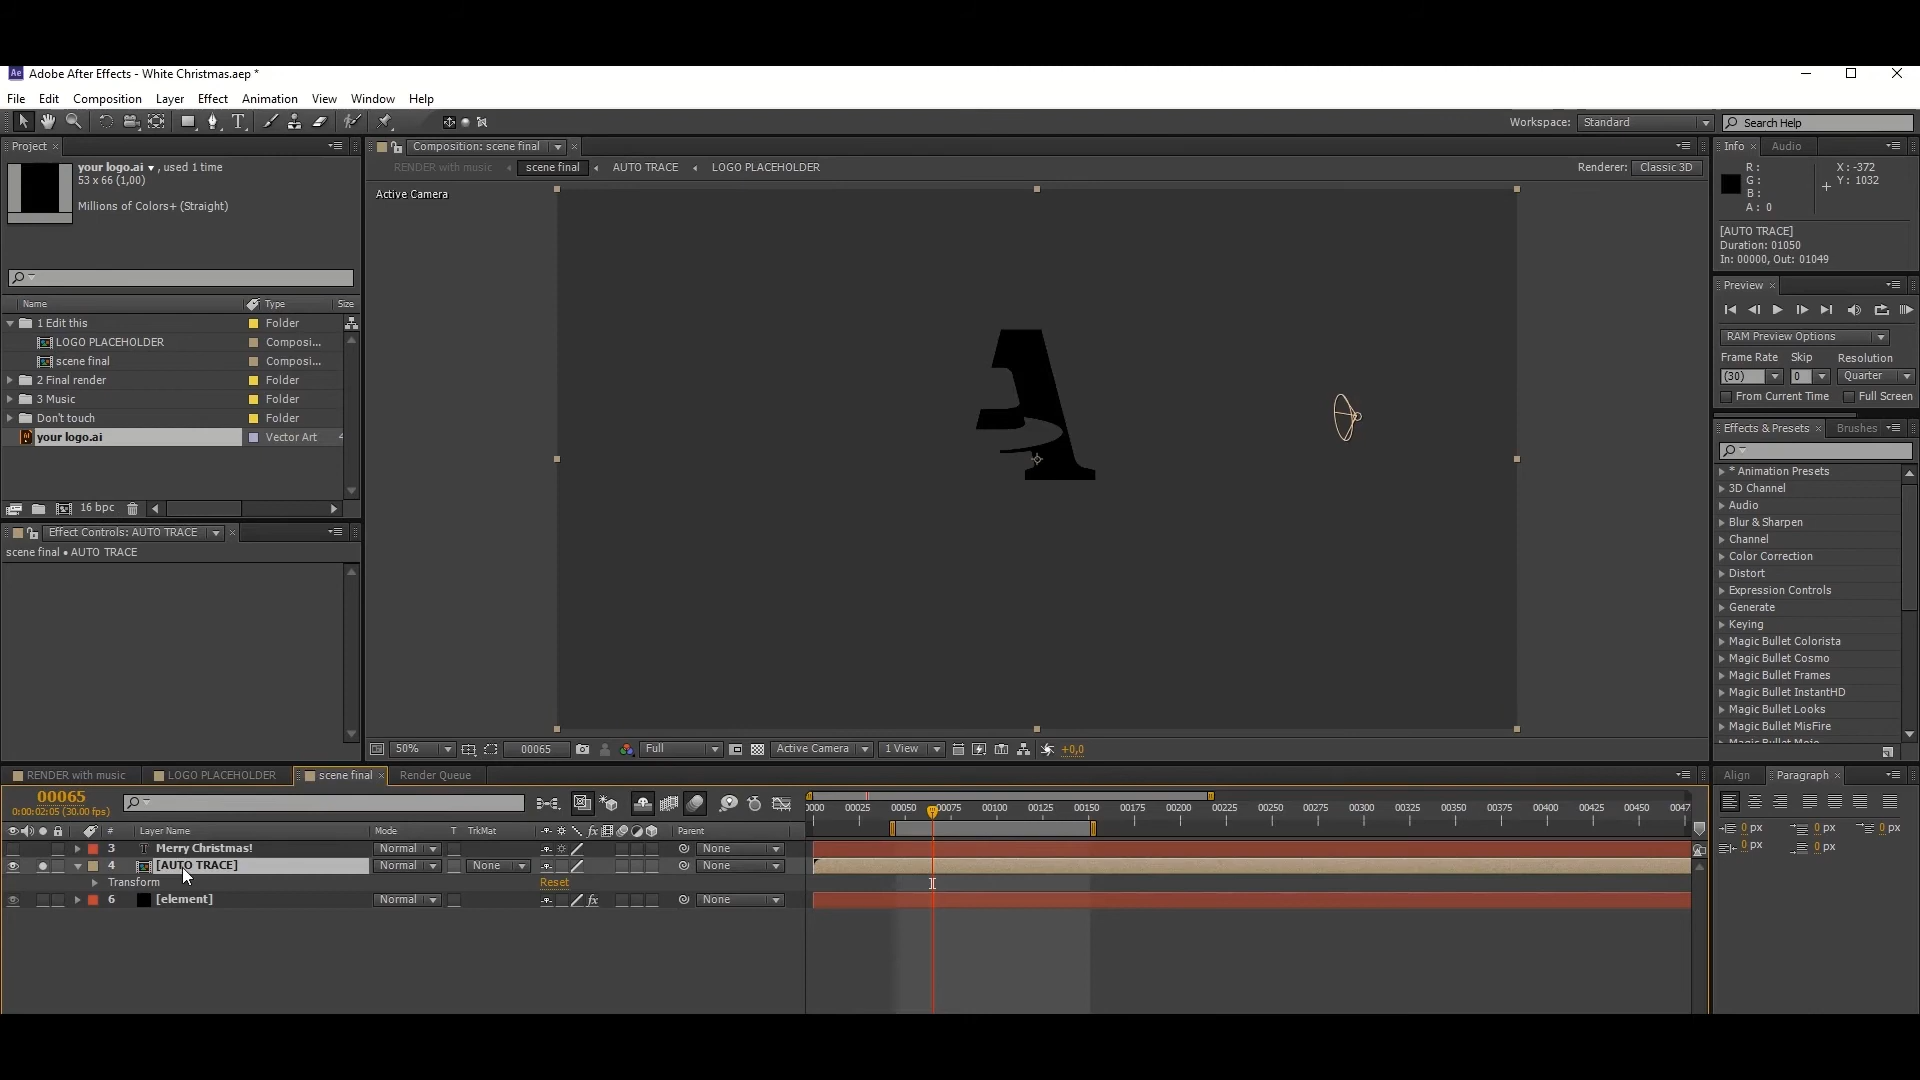 Ae Adobe After Effects - White Christmas.aep *
File Edit Composition Layer Effect Animation View Window Help
Workspace: Standard Search Help
Project
your logo.ai , used 1 time
53 x 66 (1,00)
Millions of Colors+ (Straight)
Name Type Size
1 Edit this Folder
LOGO PLACEHOLDER Composi...
scene final Composi...
2 Final render Folder
3 Music Folder
Don't touch Folder
your logo.ai Vector Art
16 bpc
Effect Controls: AUTO TRACE
scene final • AUTO TRACE
Composition: scene final
RENDER with music scene final AUTO TRACE LOGO PLACEHOLDER
Renderer: Classic 3D
Active Camera
50% 00065 Full Active Camera 1 View +0,0
Info Audio
R : X : -372
G : Y : 1032
B :
A : 0
[AUTO TRACE]
Duration: 01050
In: 00000, Out: 01049
Preview
RAM Preview Options
Frame Rate Skip Resolution
(30) 0 Quarter
From Current Time Full Screen
Effects & Presets Brushes
* Animation Presets
3D Channel
Audio
Blur & Sharpen
Channel
Color Correction
Distort
Expression Controls
Generate
Keying
Magic Bullet Colorista
Magic Bullet Cosmo
Magic Bullet Frames
Magic Bullet InstantHD
Magic Bullet Looks
Magic Bullet MisFire
RENDER with music LOGO PLACEHOLDER scene final Render Queue
00065
0:00:02:05 (30.00 fps)
# Layer Name Mode T TrkMat fx Parent
3 T Merry Christmas! Normal None
4 [AUTO TRACE] Normal None None
Transform Reset
6 [element] Normal fx None
0000 00025 00050 00075 00100 00125 00150 00175 00200 00225 00250 00275 00300 00325 00350 00375 00400 00425 00450 0047
Align Paragraph
0 px 0 px 0 px
0 px 0 px